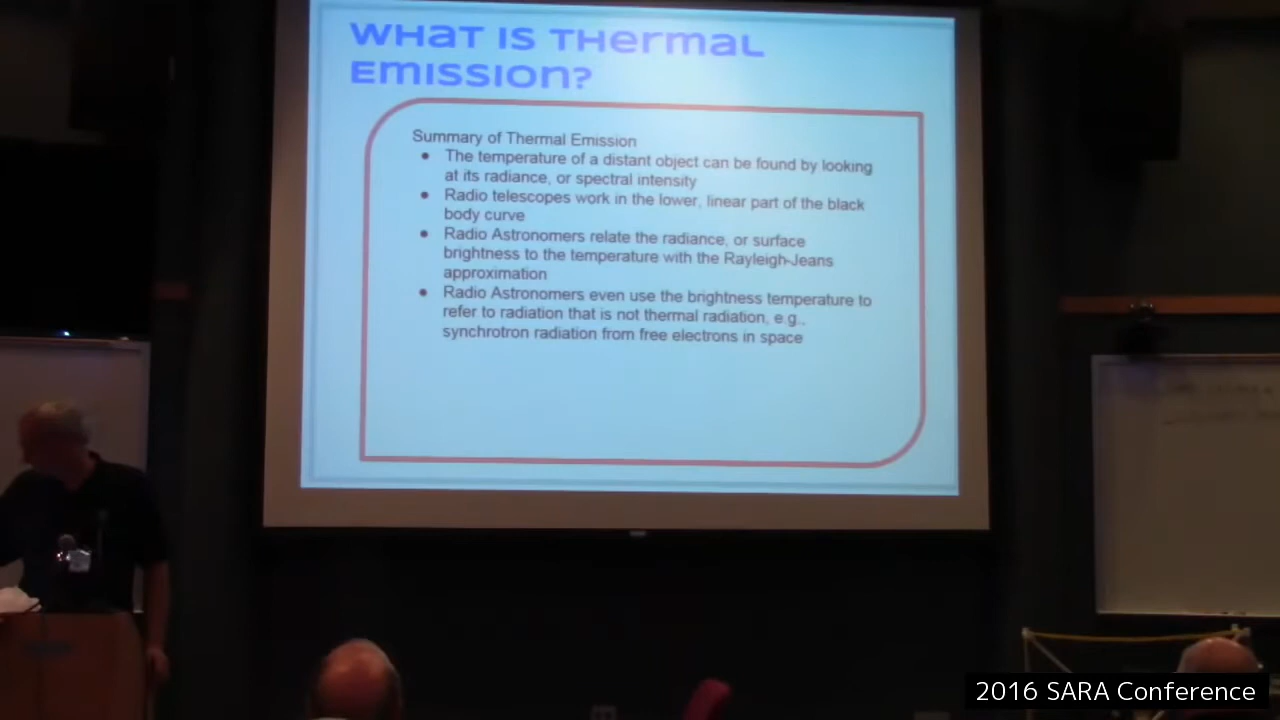 WHAT IS THERMAL
EMISSION?
Summary of Thermal Emission
● The temperature of a distant object can be found by looking
at its radiance, or spectral intensity
● Radio telescopes work in the lower, linear part of the black
body curve
● Radio Astronomers relate the radiance, or surface
brightness to the temperature with the Rayleigh-Jeans
approximation
● Radio Astronomers even use the brightness temperature to
refer to radiation that is not thermal radiation, e.g.,
synchrotron radiation from free electrons in space
2016 SARA Conference